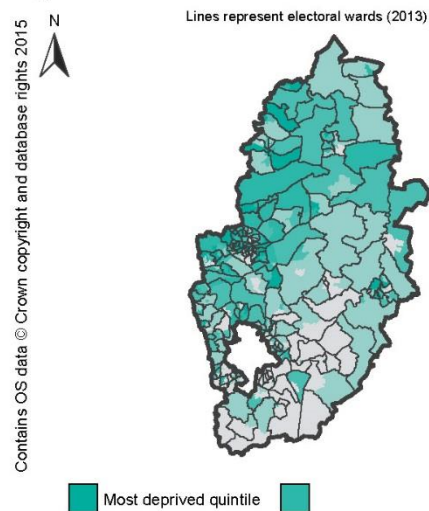 Lines represent electoral wards (2013)
N
Contains OS data © Crown copyright and database rights 2015
Most deprived quintile